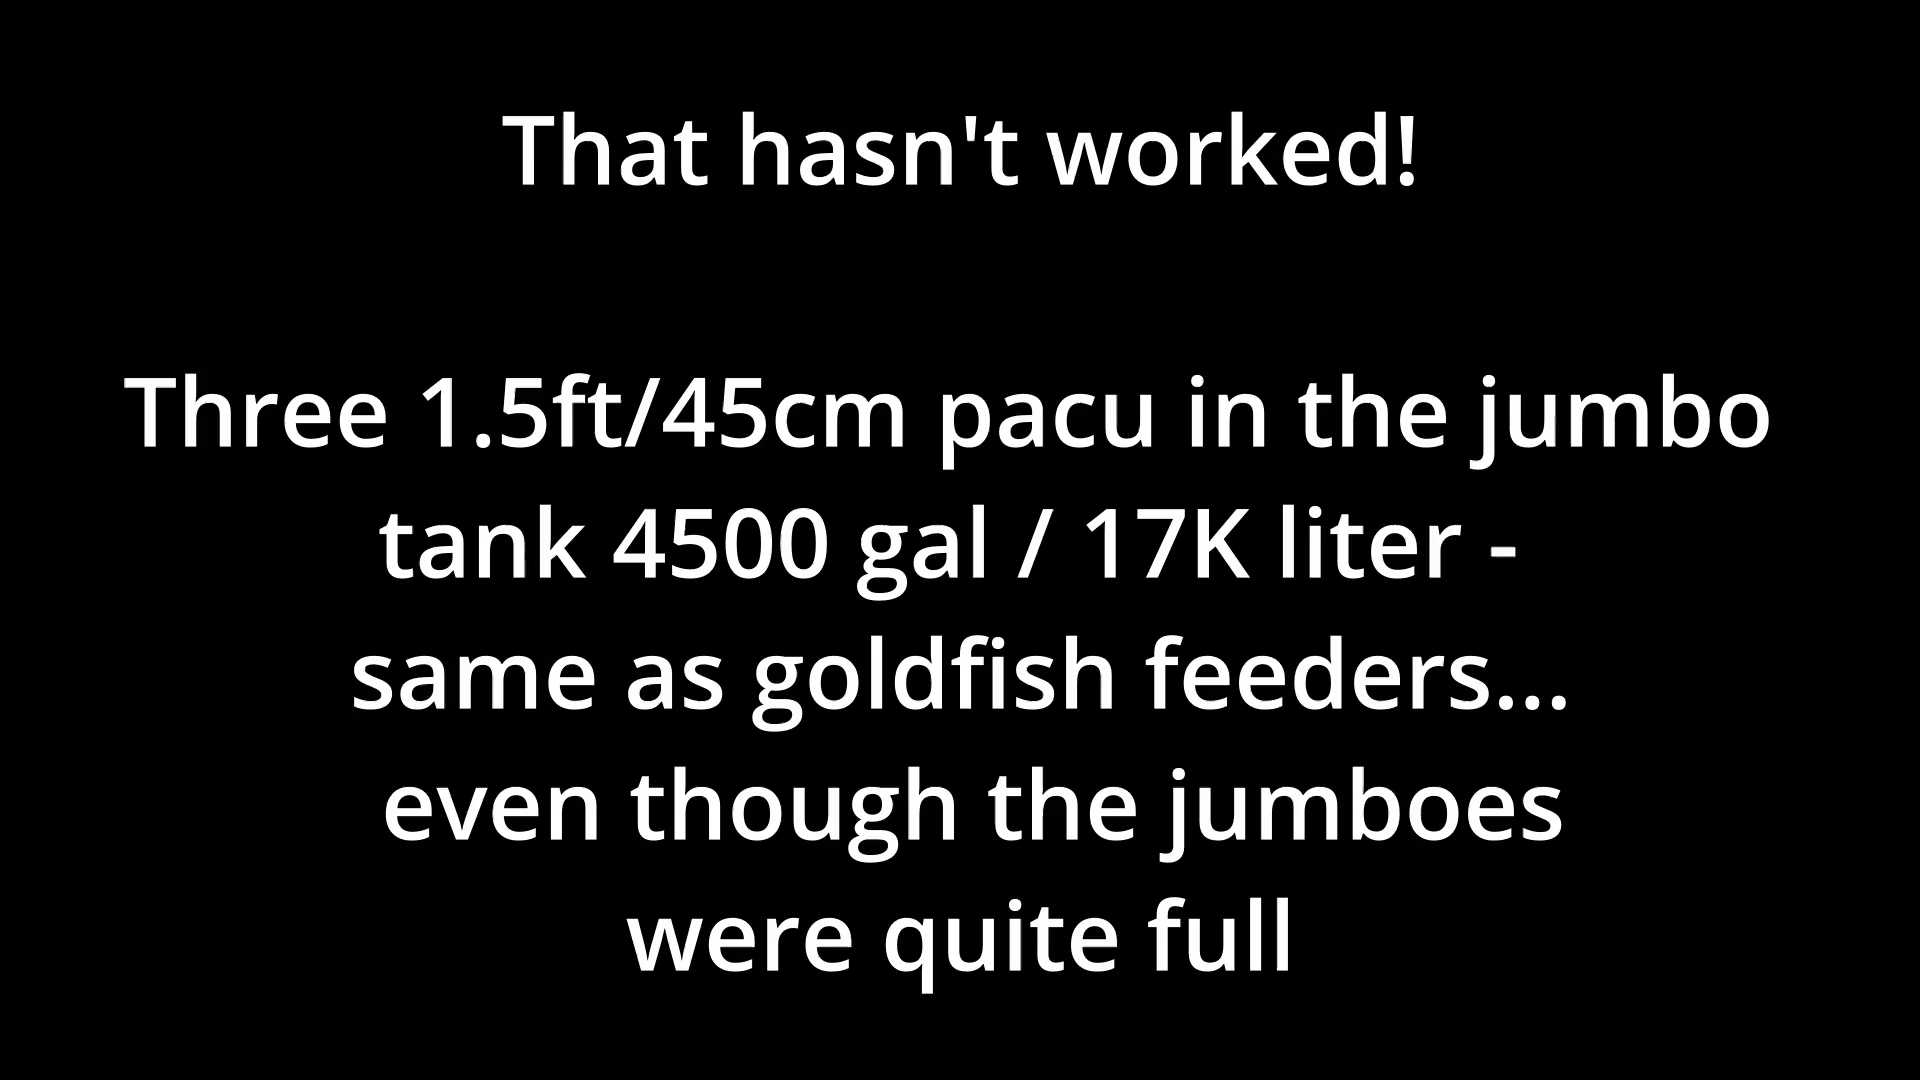 That hasn't worked!
Three 1.5ft/45cm pacu in the jumbo
tank 4500 gal / 17K liter -
same as goldfish feeders...
even though the jumboes
were quite full